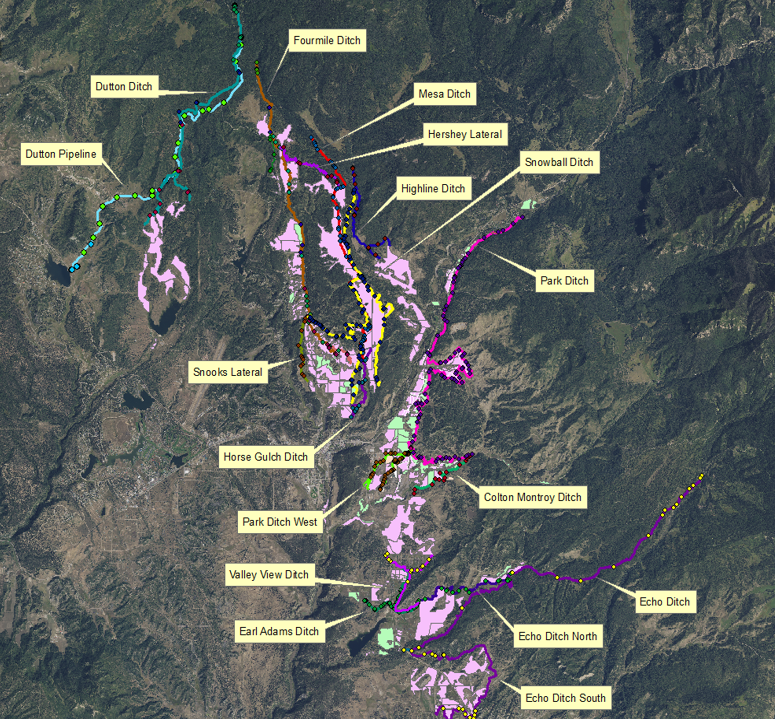 Fourmile Ditch
Dutton Ditch
Mesa Ditch
Hershey Lateral
Dutton Pipeline
Snowball Ditch
Highline Ditch
Park Ditch
Snooks Lateral
Horse Gulch Ditch
Colton Montroy Ditch
Park Ditch West
Valley View Ditch
Echo Ditch
Earl Adams Ditch
Echo Ditch North
Echo Ditch South